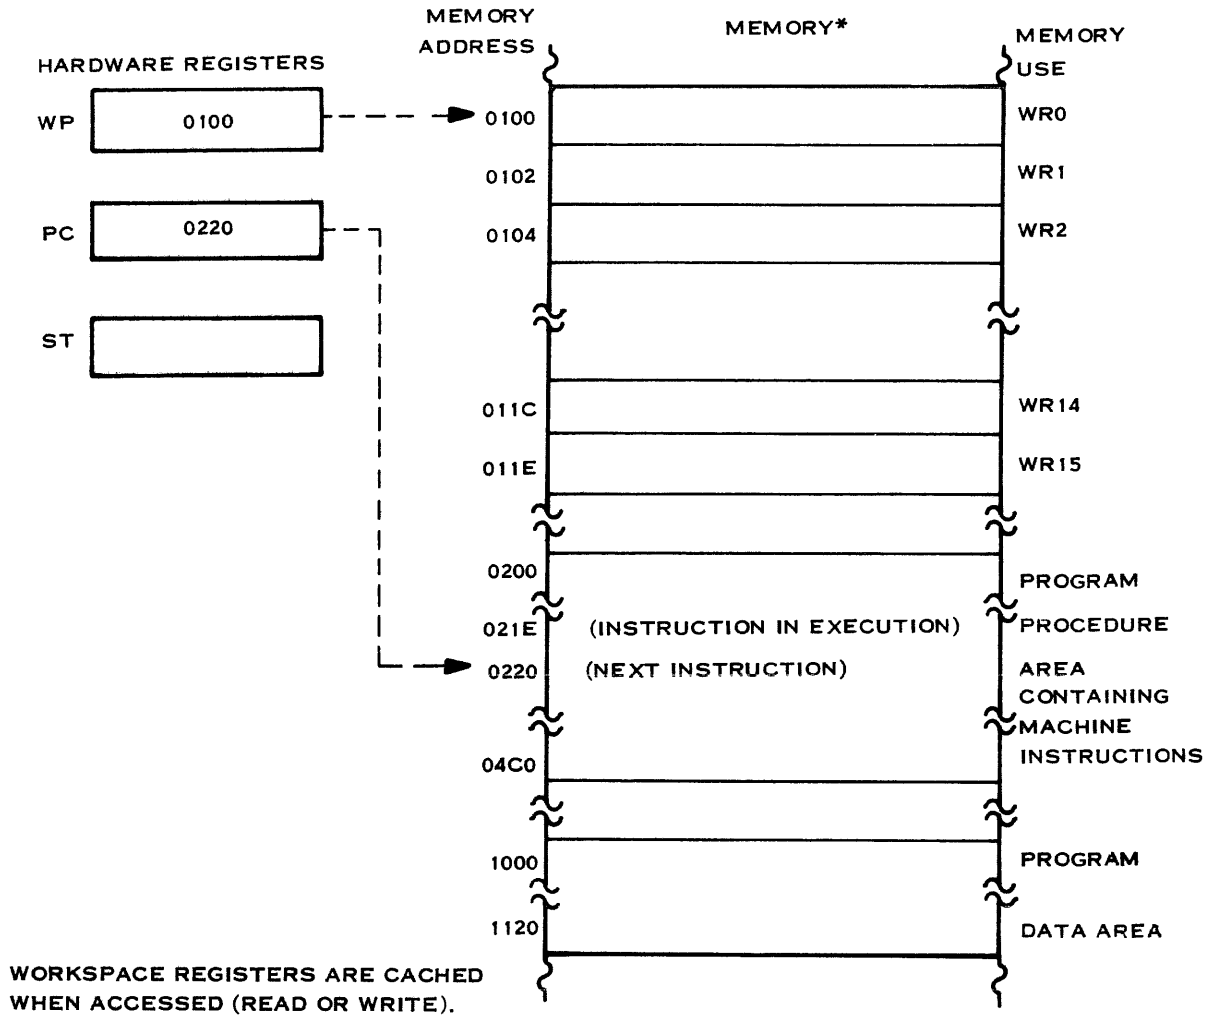 MEMORY
ADDRESS
MEMORY*
MEMORY
USE
HARDWARE REGISTERS
WP 0100
0100 WR0
0102 WR1
PC 0220
0104 WR2
ST
011C WR14
011E WR15
0200 PROGRAM
021E (INSTRUCTION IN EXECUTION) PROCEDURE
0220 (NEXT INSTRUCTION) AREA
CONTAINING
MACHINE
04C0 INSTRUCTIONS
1000 PROGRAM
1120 DATA AREA
WORKSPACE REGISTERS ARE CACHED
WHEN ACCESSED (READ OR WRITE).